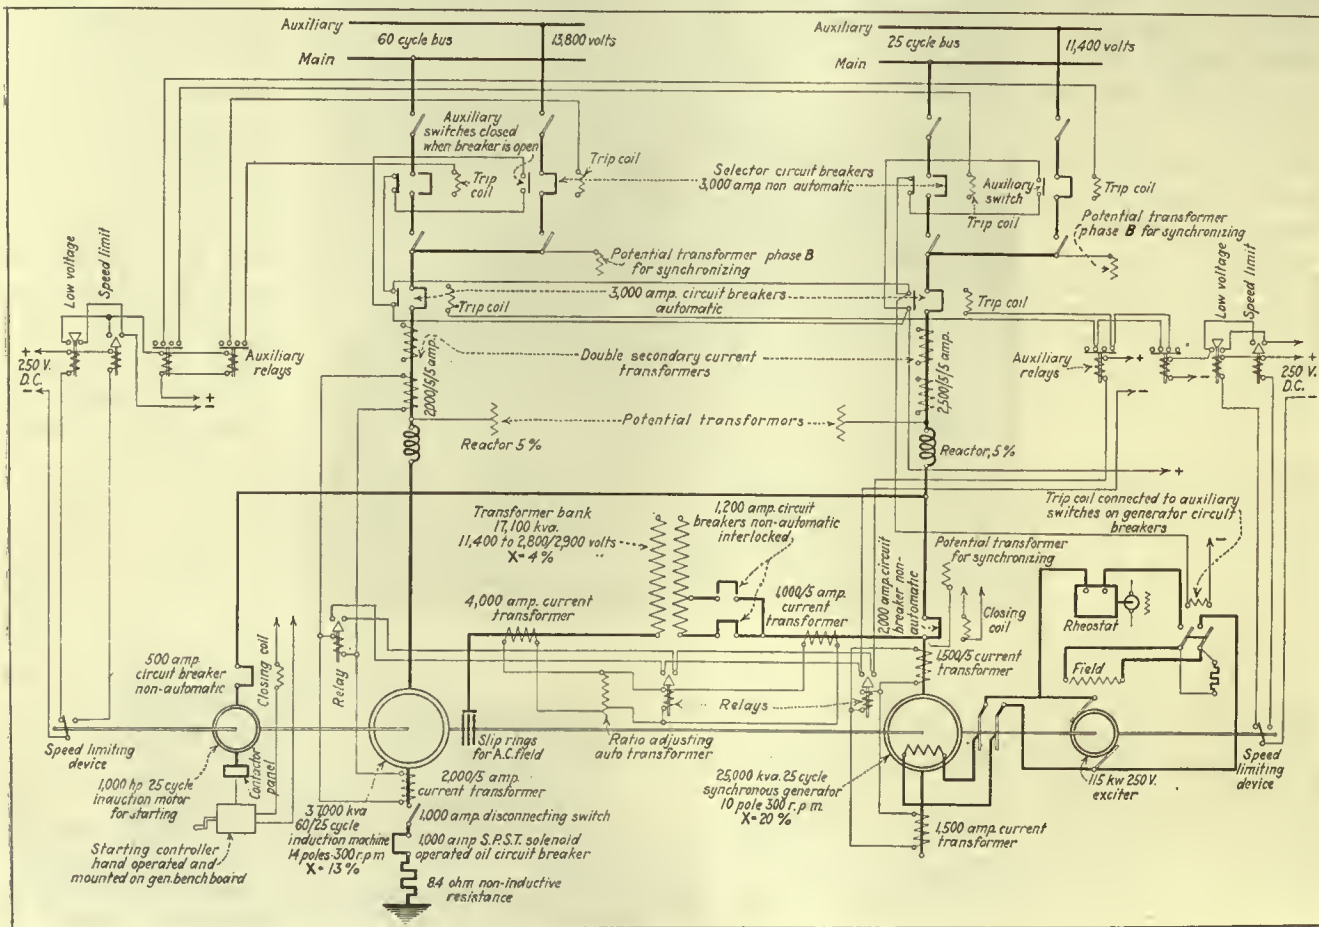 Auxiliary
60 cycle bus
13,800 volts
Main
Auxiliary
25 cycle bus
11,400 volts
Main
Auxiliary
switches closed
when breaker is open
Trip coil
Trip
coil
Selector circuit breakers
3,000 amp non automatic
Auxiliary
switch
Trip coil
Trip coil
Potential transformer
phase B for synchronizing
Low voltage
Speed limit
Potential transformer phase B
for synchronizing
Low voltage
Speed limit
3,000 amp. circuit breakers
automatic
Trip coil
Trip coil
+
250 V.
D.C.
-
Auxiliary
relays
+
-
2,000/5/5 amp.
Double secondary current
transformers
2,500/5/5 amp.
Auxiliary
relays
+
-
-
+
250 V.
D.C.
-
Potential transformors
Reactor 5%
Reactor, 5%
+
Transformer bank
17,100 kva.
11,400 to 2,800/2,900 volts
X=4%
1,200 amp. circuit
breakers non-automatic
interlocked
Trip coil connected to auxiliary
switches on generator circuit
breakers
-
Potential transformer
for synchronizing
4,000 amp. current
transformer
1,000/5 amp.
current
transformer
2,000 amp. circuit
breaker non-
automatic
Closing
coil
Rheostat
500 amp.
circuit breaker
non-automatic
Closing coil
Relay
1,500/5 current
transformer
Field
Relays
Speed limiting
device
Slip rings
for A.C. field
Ratio adjusting
auto transformer
Speed
limiting
device
1,000 hp 25 cycle
induction motor
for starting
Contactor
panel
2,000/5 amp.
current transformer
25,000 kva. 25 cycle
synchronous generator
10 pole 300 r.p.m.
X=20%
115 kw 250 V.
exciter
37,000 kva
60/25 cycle
induction machine
14 poles-300 r.p.m
X=13%
1,000 amp. disconnecting switch
1,000 amp S.P.S.T. solenoid
operated oil circuit breaker
1,500 amp. current
transformer
Starting controller
hand operated and
mounted on gen. benchboard
8.4 ohm non-inductive
resistance